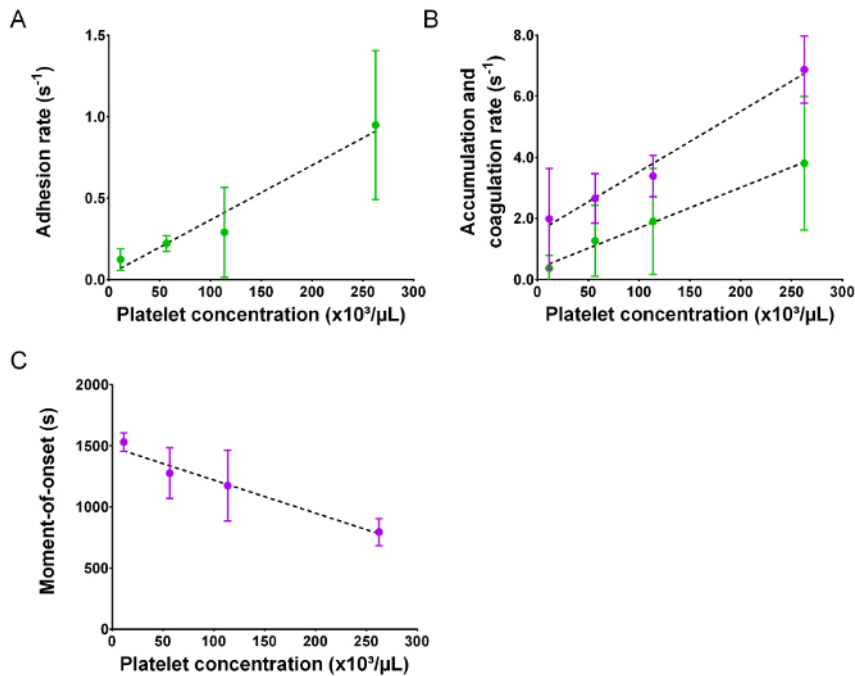 A
Adhesion rate (s⁻¹)
1.5
1.0
0.5
0.0
0 50 100 150 200 250 300
Platelet concentration (x10³/µL)
B
Accumulation and
coagulation rate (s⁻¹)
8.0
6.0
4.0
2.0
0.0
0 50 100 150 200 250 300
Platelet concentration (x10³/µL)
C
Moment-of-onset (s)
2000
1500
1000
500
0
0 50 100 150 200 250 300
Platelet concentration (x10³/µL)